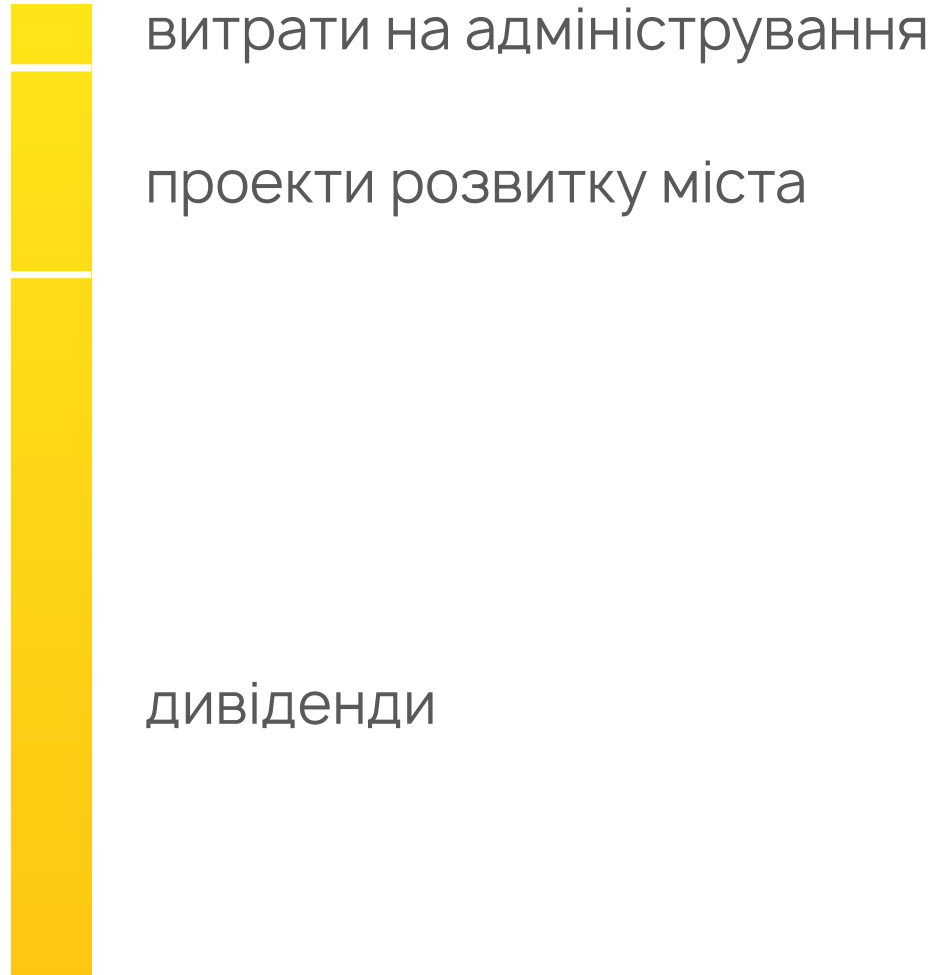 витрати на адміністрування
проекти розвитку міста
дивіденди